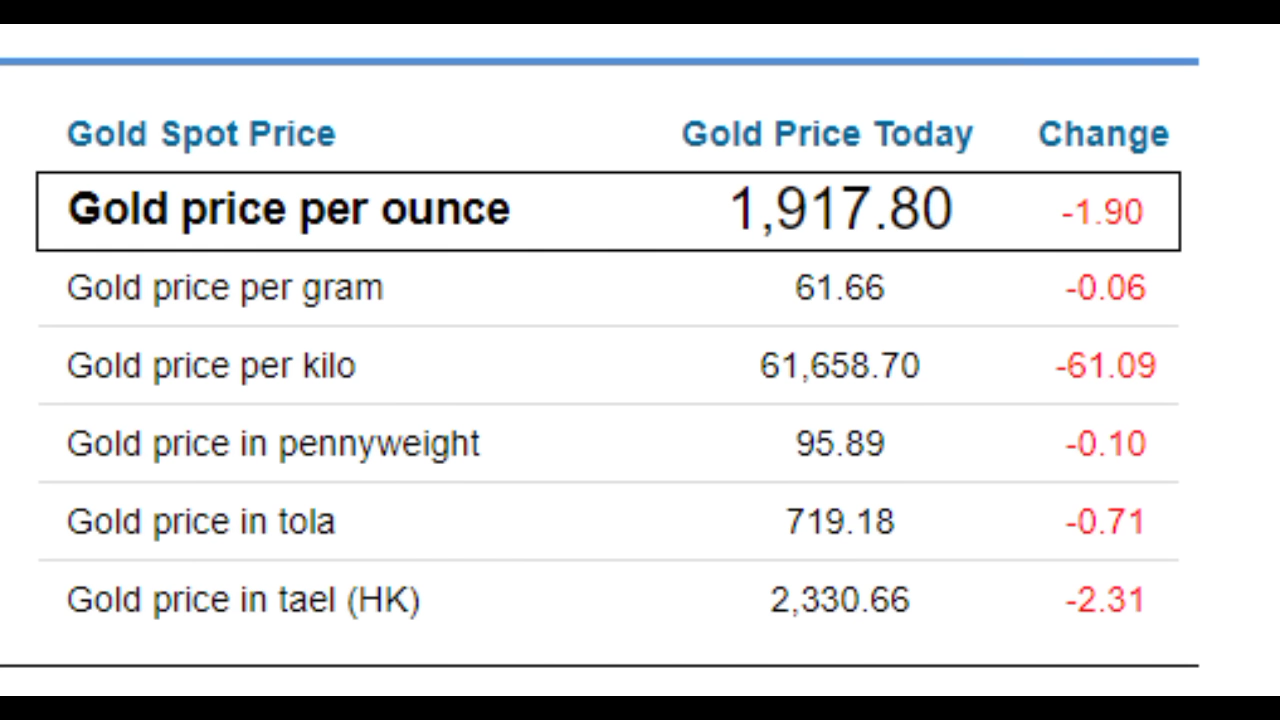 Gold Spot Price Gold Price Today Change
Gold price per ounce 1,917.80 -1.90
Gold price per gram 61.66 -0.06
Gold price per kilo 61,658.70 -61.09
Gold price in pennyweight 95.89 -0.10
Gold price in tola 719.18 -0.71
Gold price in tael (HK) 2,330.66 -2.31